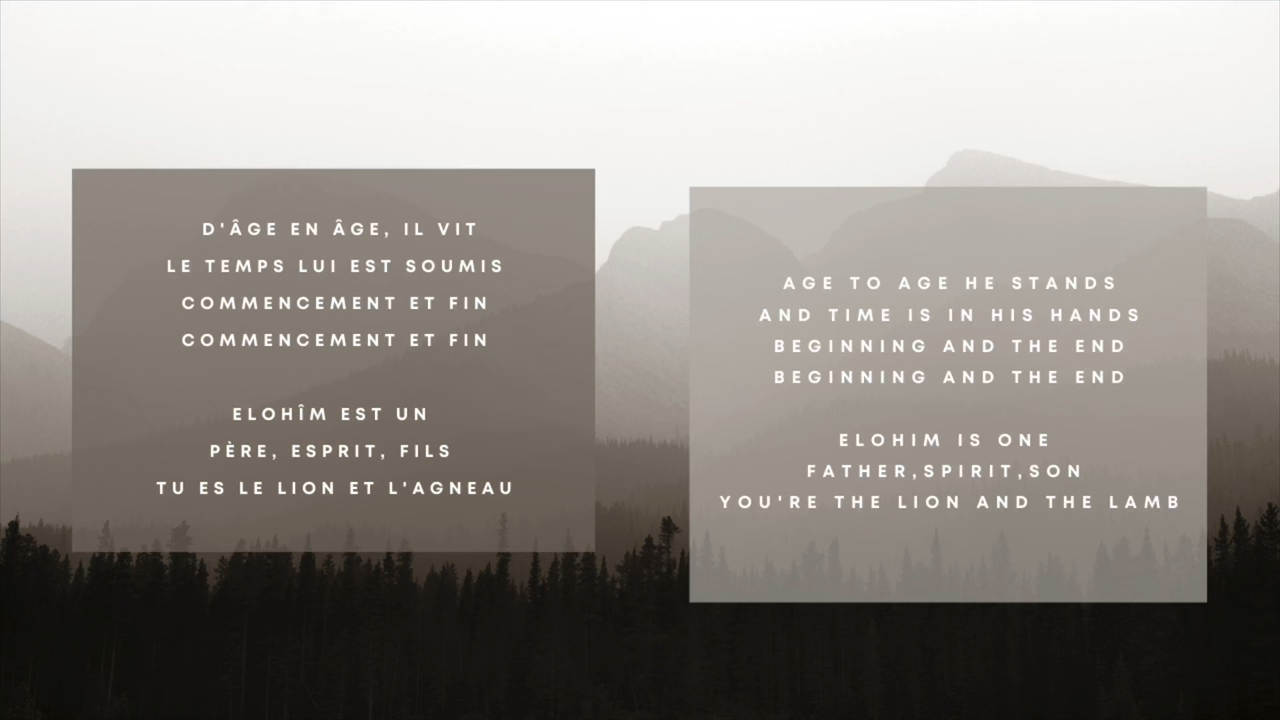 D'ÂGE EN ÂGE, IL VIT
LE TEMPS LUI EST SOUMIS
COMMENCEMENT ET FIN
COMMENCEMENT ET FIN
ELOHÎM EST UN
PÈRE, ESPRIT, FILS
TU ES LE LION ET L'AGNEAU
AGE TO AGE HE STANDS
AND TIME IS IN HIS HANDS
BEGINNING AND THE END
BEGINNING AND THE END
ELOHIM IS ONE
FATHER,SPIRIT,SON
YOU'RE THE LION AND THE LAMB